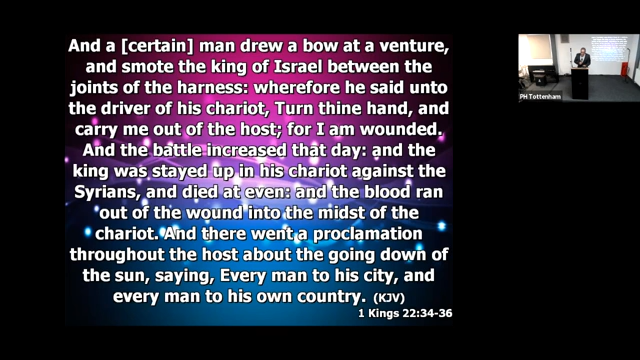 And a [certain] man drew a bow at a venture,
and smote the king of Israel between the
joints of the harness: wherefore he said unto
the driver of his chariot, Turn thine hand, and
carry me out of the host; for I am wounded.
And the battle increased that day: and the
king was stayed up in his chariot against the
Syrians, and died at even: and the blood ran
out of the wound into the midst of the
chariot. And there went a proclamation
throughout the host about the going down of
the sun, saying, Every man to his city, and
every man to his own country. (KJV)
1 Kings 22:34-36
PH Tottenham